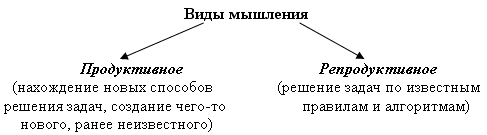 Виды мышления
Продуктивное
(нахождение новых способов
решения задач, создание чего-то
нового, ранее неизвестного)
Репродуктивное
(решение задач по известным
правилам и алгоритмам)